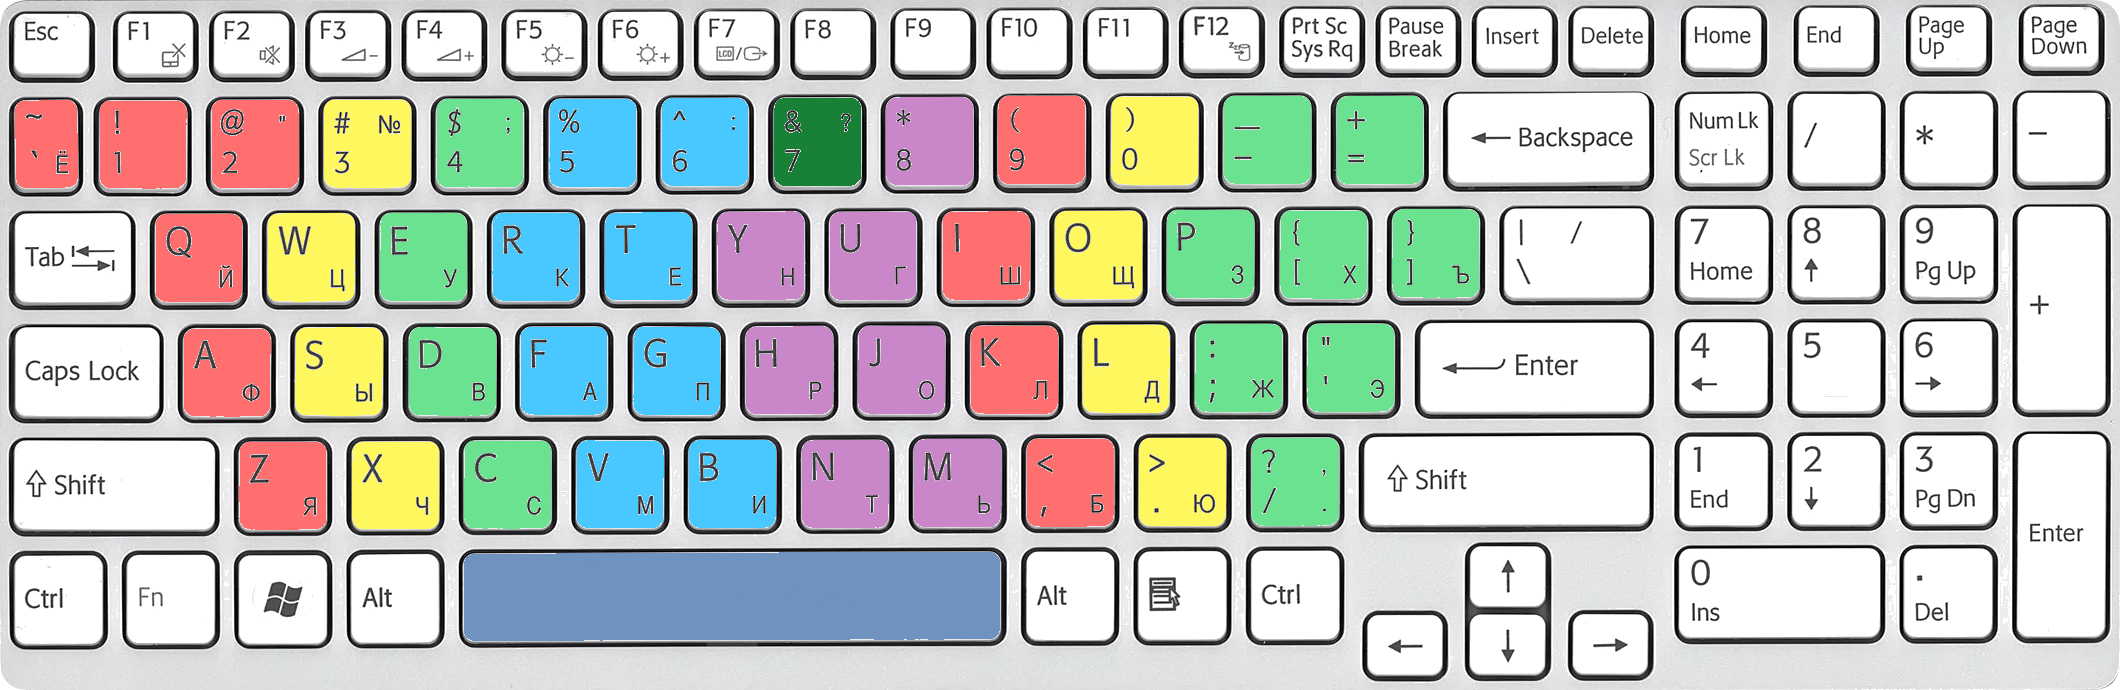 Esc F1 F2 F3 F4 F5 F6 F7 LCD F8 F9 F10 F11 F12 Prt Sc Sys Rq Pause Break Insert Delete Home End Page Up Page Down
~ ` Ё ! 1 @ " 2 # № 3 $ ; 4 % 5 ^ : 6 & ? 7 * 8 ( 9 ) 0 — – + = ← Backspace Num Lk Scr Lk / * –
Tab Q Й W Ц E У R К T Е Y Н U Г I Ш O Щ P З { [ Х } ] Ъ | / \ 7 Home 8 ↑ 9 Pg Up +
Caps Lock A Ф S Ы D В F А G П H Р J О K Л L Д : ; Ж " ' Э Enter 4 ← 5 6 →
⇧ Shift Z Я X Ч C С V М B И N Т M Ь < , Б > . Ю ? , / . ⇧ Shift 1 End 2 ↓ 3 Pg Dn Enter
Ctrl Fn Alt Alt Ctrl ← ↑ ↓ → 0 Ins . Del